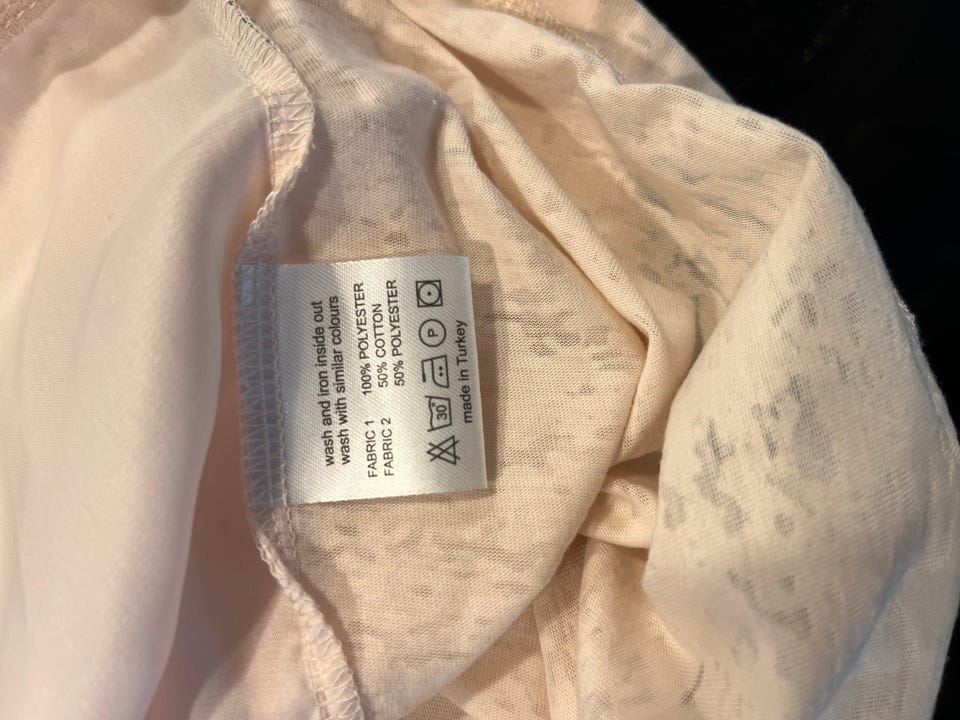 wash and iron inside out
wash with similar colours
FABRIC 1 100% POLYESTER
FABRIC 2 50% COTTON
50% POLYESTER
30° P
made in Turkey